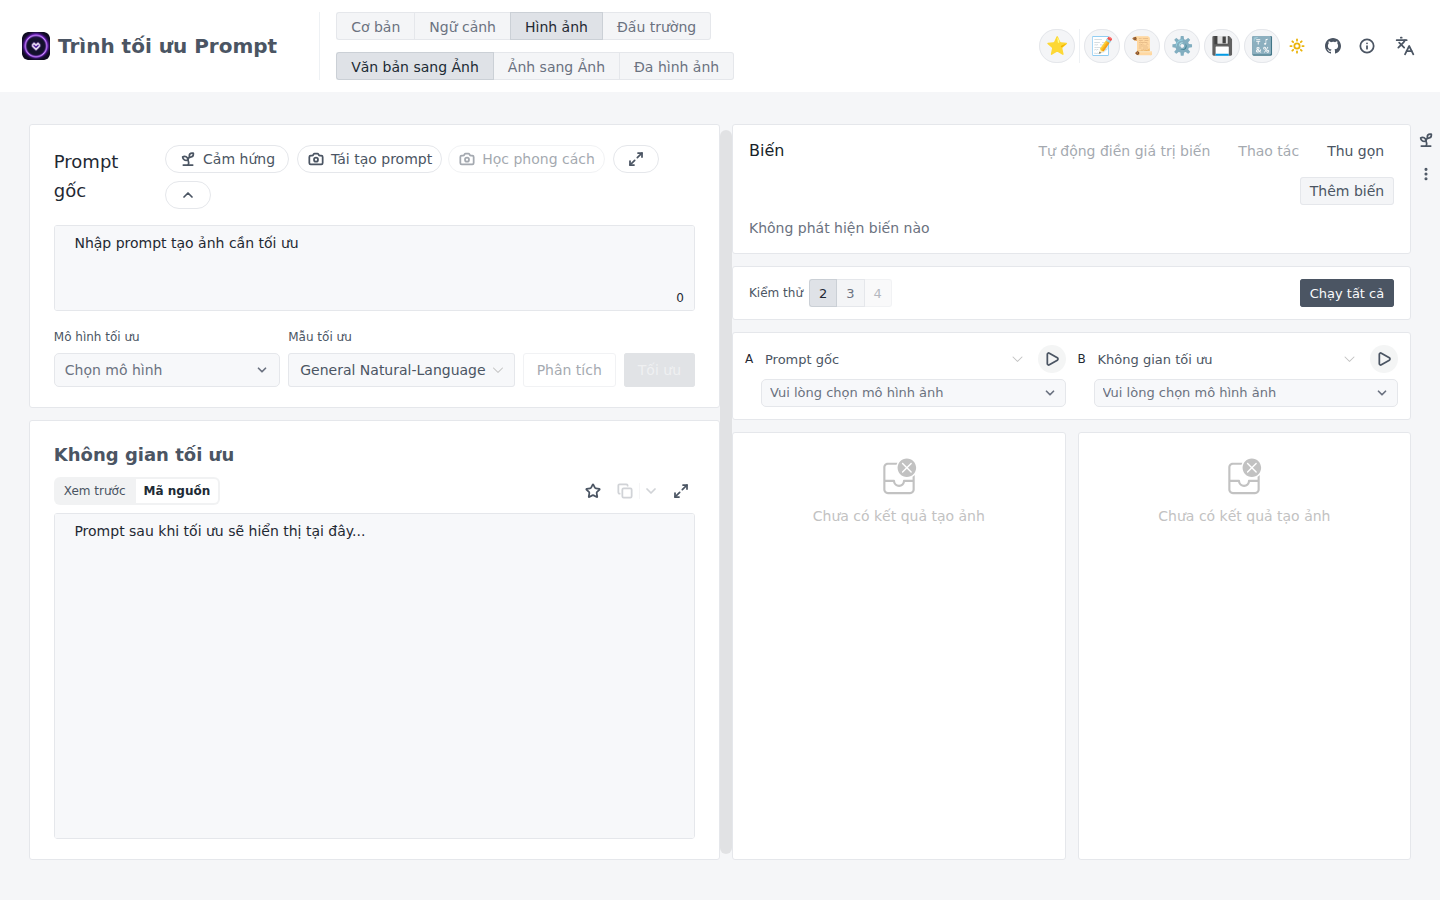 Trình tối ưu Prompt
Cơ bản
Ngữ cảnh
Hình ảnh
Đấu trường
Văn bản sang Ảnh
Ảnh sang Ảnh
Đa hình ảnh
Prompt gốc
Cảm hứng
Tái tạo prompt
Học phong cách
Nhập prompt tạo ảnh cần tối ưu
0
Mô hình tối ưu
Mẫu tối ưu
Chọn mô hình
General Natural-Language
Phân tích
Tối ưu
Không gian tối ưu
Xem trước
Mã nguồn
Prompt sau khi tối ưu sẽ hiển thị tại đây...
Biến
Tự động điền giá trị biến
Thao tác
Thu gọn
Thêm biến
Không phát hiện biến nào
Kiểm thử
2
3
4
Chạy tất cả
A
Prompt gốc
Vui lòng chọn mô hình ảnh
B
Không gian tối ưu
Vui lòng chọn mô hình ảnh
Chưa có kết quả tạo ảnh
Chưa có kết quả tạo ảnh